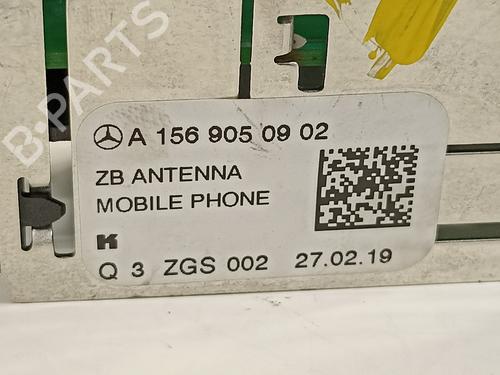 B-PARTS
A 156 905 09 02
ZB ANTENNA
MOBILE PHONE
K
Q 3 ZGS 002 27.02.19